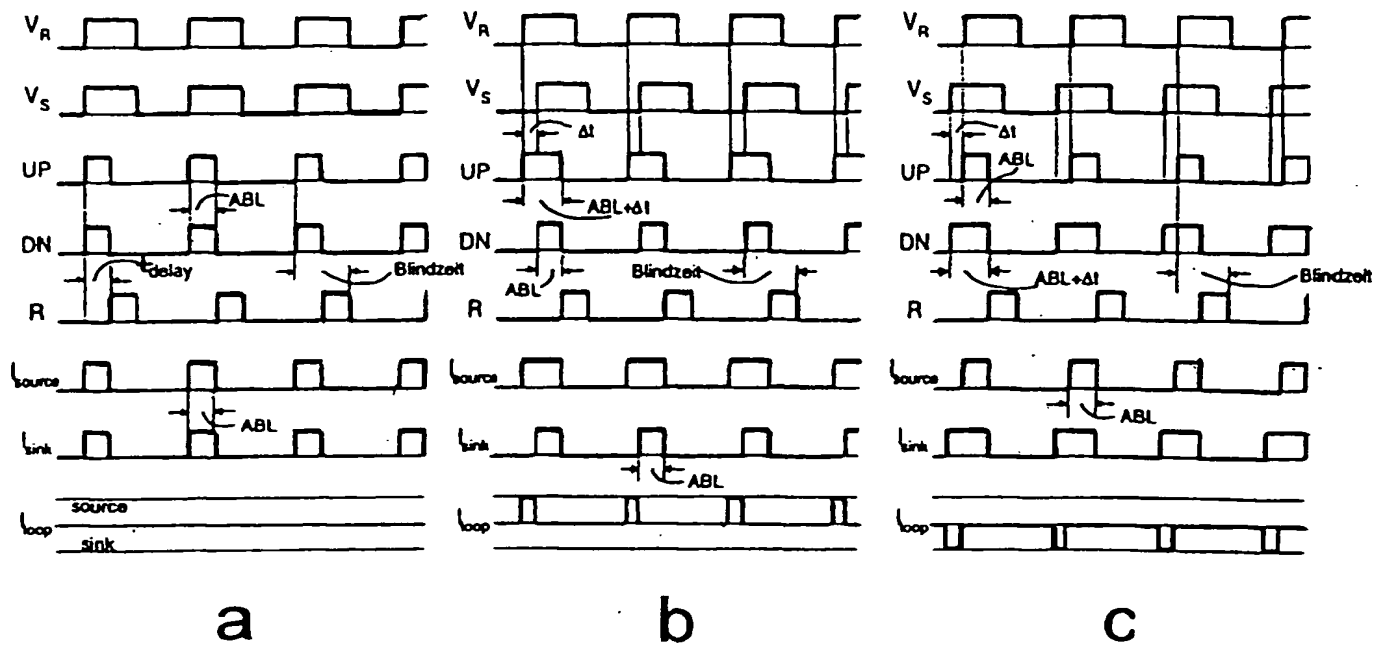 V_R
V_S
UP
ABL
DN
delay
Blindzeit
R
I_source
ABL
I_sink
source
I_loop
sink
a
V_R
V_S
Δt
UP
ABL+Δt
DN
ABL
Blindzeit
R
I_source
I_sink
ABL
I_loop
b
V_R
V_S
Δt
ABL
UP
DN
ABL+Δt
Blindzeit
R
I_source
ABL
I_sink
I_loop
c